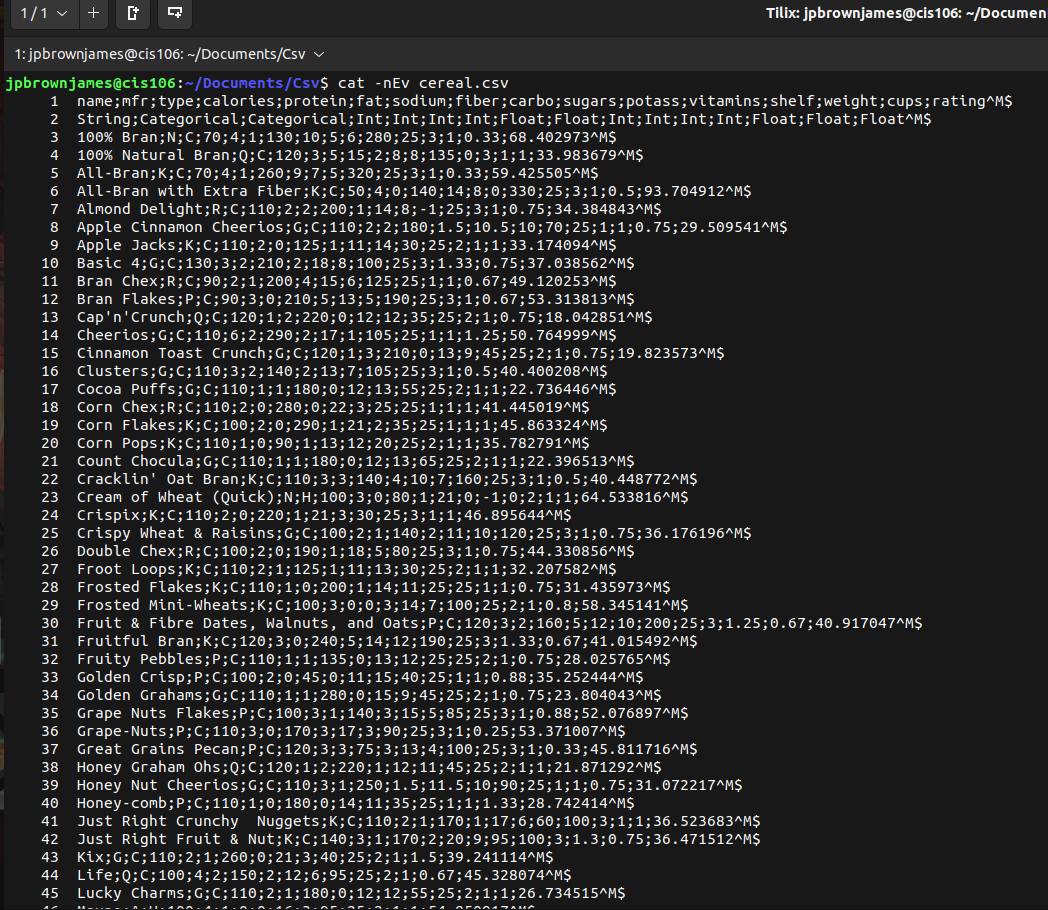 1 / 1
Tilix: jpbrownjames@cis106: ~/Documen
1: jpbrownjames@cis106: ~/Documents/Csv
jpbrownjames@cis106:~/Documents/Csv$ cat -nEv cereal.csv
1 name;mfr;type;calories;protein;fat;sodium;fiber;carbo;sugars;potass;vitamins;shelf;weight;cups;rating^M$
2 String;Categorical;Categorical;Int;Int;Int;Int;Float;Float;Int;Int;Int;Int;Float;Float;Float^M$
3 100% Bran;N;C;70;4;1;130;10;5;6;280;25;3;1;0.33;68.402973^M$
4 100% Natural Bran;Q;C;120;3;5;15;2;8;8;135;0;3;1;1;33.983679^M$
5 All-Bran;K;C;70;4;1;260;9;7;5;320;25;3;1;0.33;59.425505^M$
6 All-Bran with Extra Fiber;K;C;50;4;0;140;14;8;0;330;25;3;1;0.5;93.704912^M$
7 Almond Delight;R;C;110;2;2;200;1;14;8;-1;25;3;1;0.75;34.384843^M$
8 Apple Cinnamon Cheerios;G;C;110;2;2;180;1.5;10.5;10;70;25;1;1;0.75;29.509541^M$
9 Apple Jacks;K;C;110;2;0;125;1;11;14;30;25;2;1;1;33.174094^M$
10 Basic 4;G;C;130;3;2;210;2;18;8;100;25;3;1.33;0.75;37.038562^M$
11 Bran Chex;R;C;90;2;1;200;4;15;6;125;25;1;1;0.67;49.120253^M$
12 Bran Flakes;P;C;90;3;0;210;5;13;5;190;25;3;1;0.67;53.313813^M$
13 Cap'n'Crunch;Q;C;120;1;2;220;0;12;12;35;25;2;1;0.75;18.042851^M$
14 Cheerios;G;C;110;6;2;290;2;17;1;105;25;1;1;1.25;50.764999^M$
15 Cinnamon Toast Crunch;G;C;120;1;3;210;0;13;9;45;25;2;1;0.75;19.823573^M$
16 Clusters;G;C;110;3;2;140;2;13;7;105;25;3;1;0.5;40.400208^M$
17 Cocoa Puffs;G;C;110;1;1;180;0;12;13;55;25;2;1;1;22.736446^M$
18 Corn Chex;R;C;110;2;0;280;0;22;3;25;25;1;1;1;41.445019^M$
19 Corn Flakes;K;C;100;2;0;290;1;21;2;35;25;1;1;1;45.863324^M$
20 Corn Pops;K;C;110;1;0;90;1;13;12;20;25;2;1;1;35.782791^M$
21 Count Chocula;G;C;110;1;1;180;0;12;13;65;25;2;1;1;22.396513^M$
22 Cracklin' Oat Bran;K;C;110;3;3;140;4;10;7;160;25;3;1;0.5;40.448772^M$
23 Cream of Wheat (Quick);N;H;100;3;0;80;1;21;0;-1;0;2;1;1;64.533816^M$
24 Crispix;K;C;110;2;0;220;1;21;3;30;25;3;1;1;46.895644^M$
25 Crispy Wheat & Raisins;G;C;100;2;1;140;2;11;10;120;25;3;1;0.75;36.176196^M$
26 Double Chex;R;C;100;2;0;190;1;18;5;80;25;3;1;0.75;44.330856^M$
27 Froot Loops;K;C;110;2;1;125;1;11;13;30;25;2;1;1;32.207582^M$
28 Frosted Flakes;K;C;110;1;0;200;1;14;11;25;25;1;1;0.75;31.435973^M$
29 Frosted Mini-Wheats;K;C;100;3;0;0;3;14;7;100;25;2;1;0.8;58.345141^M$
30 Fruit & Fibre Dates, Walnuts, and Oats;P;C;120;3;2;160;5;12;10;200;25;3;1.25;0.67;40.917047^M$
31 Fruitful Bran;K;C;120;3;0;240;5;14;12;190;25;3;1.33;0.67;41.015492^M$
32 Fruity Pebbles;P;C;110;1;1;135;0;13;12;25;25;2;1;0.75;28.025765^M$
33 Golden Crisp;P;C;100;2;0;45;0;11;15;40;25;1;1;0.88;35.252444^M$
34 Golden Grahams;G;C;110;1;1;280;0;15;9;45;25;2;1;0.75;23.804043^M$
35 Grape Nuts Flakes;P;C;100;3;1;140;3;15;5;85;25;3;1;0.88;52.076897^M$
36 Grape-Nuts;P;C;110;3;0;170;3;17;3;90;25;3;1;0.25;53.371007^M$
37 Great Grains Pecan;P;C;120;3;3;75;3;13;4;100;25;3;1;0.33;45.811716^M$
38 Honey Graham Ohs;Q;C;120;1;2;220;1;12;11;45;25;2;1;1;21.871292^M$
39 Honey Nut Cheerios;G;C;110;3;1;250;1.5;11.5;10;90;25;1;1;0.75;31.072217^M$
40 Honey-comb;P;C;110;1;0;180;0;14;11;35;25;1;1;1.33;28.742414^M$
41 Just Right Crunchy  Nuggets;K;C;110;2;1;170;1;17;6;60;100;3;1;1;36.523683^M$
42 Just Right Fruit & Nut;K;C;140;3;1;170;2;20;9;95;100;3;1.3;0.75;36.471512^M$
43 Kix;G;C;110;2;1;260;0;21;3;40;25;2;1;1.5;39.241114^M$
44 Life;Q;C;100;4;2;150;2;12;6;95;25;2;1;0.67;45.328074^M$
45 Lucky Charms;G;C;110;2;1;180;0;12;12;55;25;2;1;1;26.734515^M$